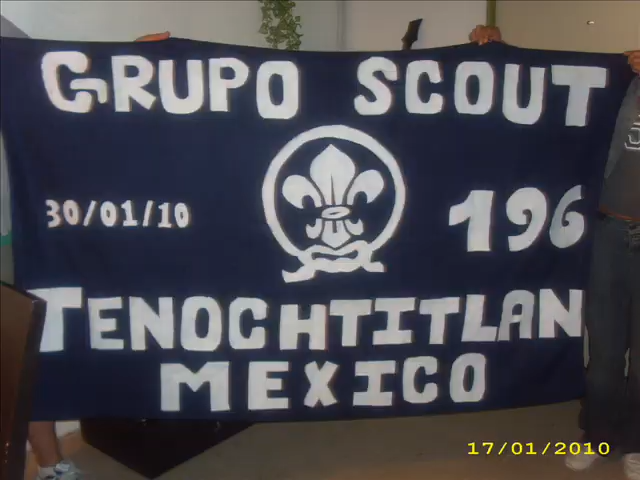 GRUPO SCOUT
30/01/10
196
TENOCHTITLAN
MEXICO
17/01/2010